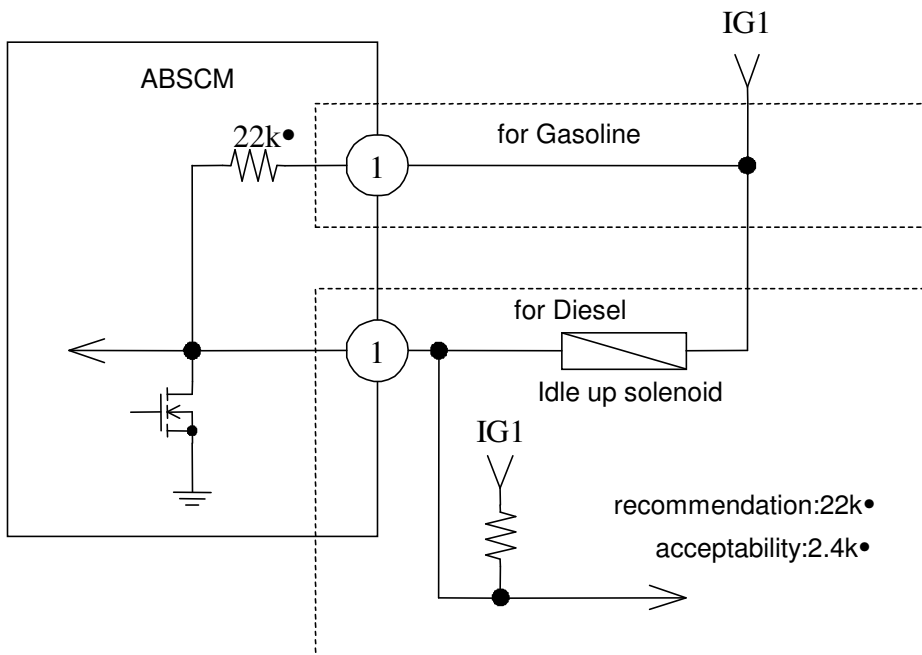 IG1
ABSCM
22k•
for Gasoline
1
for Diesel
1
Idle up solenoid
IG1
recommendation:22k•
acceptability:2.4k•